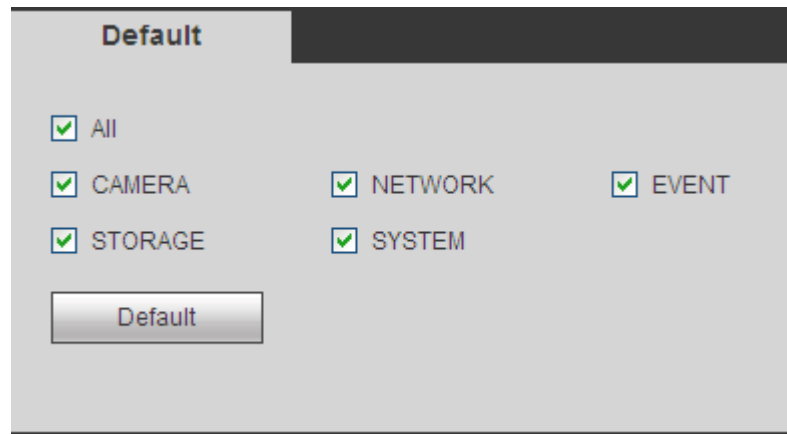 Default
All
CAMERA NETWORK EVENT
STORAGE SYSTEM
Default